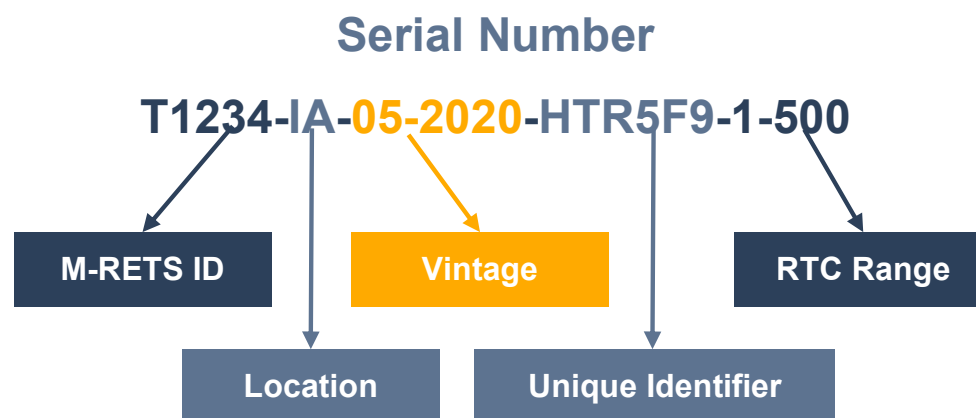 Serial Number
T1234-IA-05-2020-HTR5F9-1-500
M-RETS ID
Vintage
RTC Range
Location
Unique Identifier